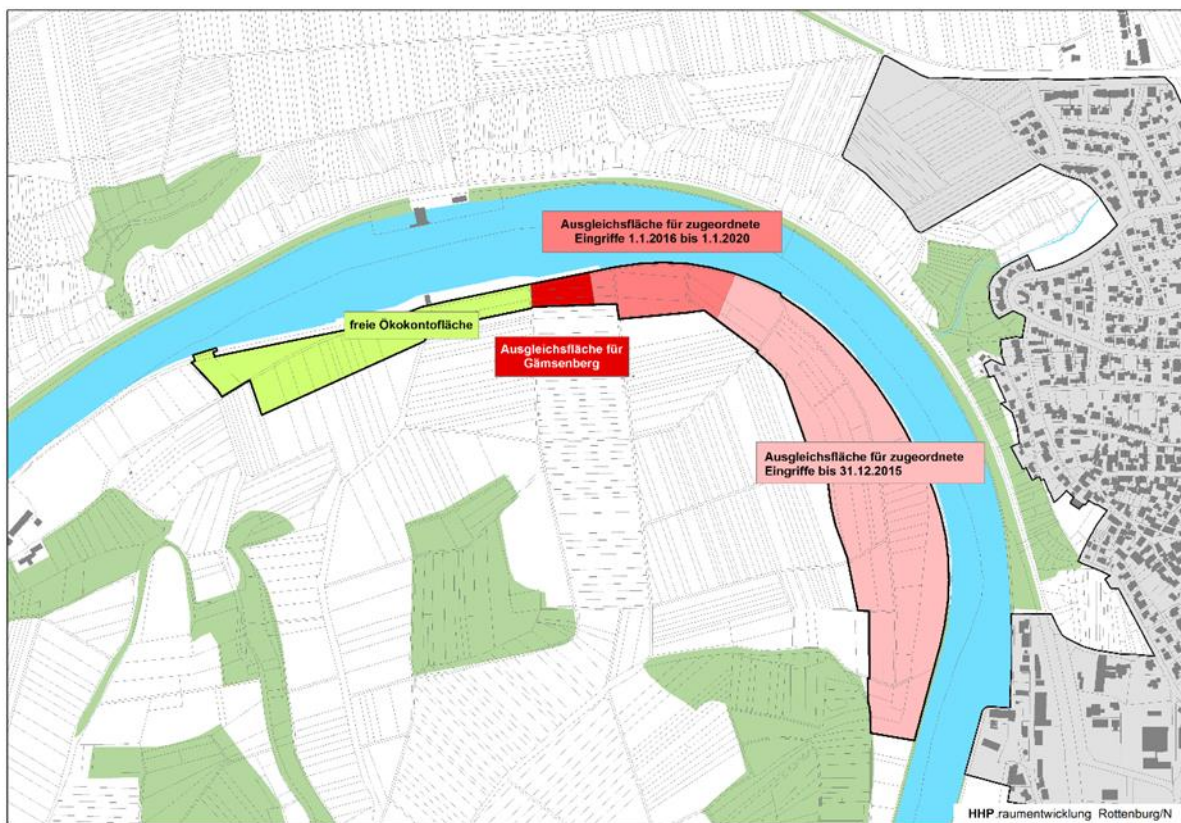 Ausgleichsfläche für zugeordnete
Eingriffe 1.1.2016 bis 1.1.2020
freie Ökokontofläche
Ausgleichsfläche für
Gämsenberg
Ausgleichsfläche für zugeordnete
Eingriffe bis 31.12.2015
HHP.raumentwicklung Rottenburg/N